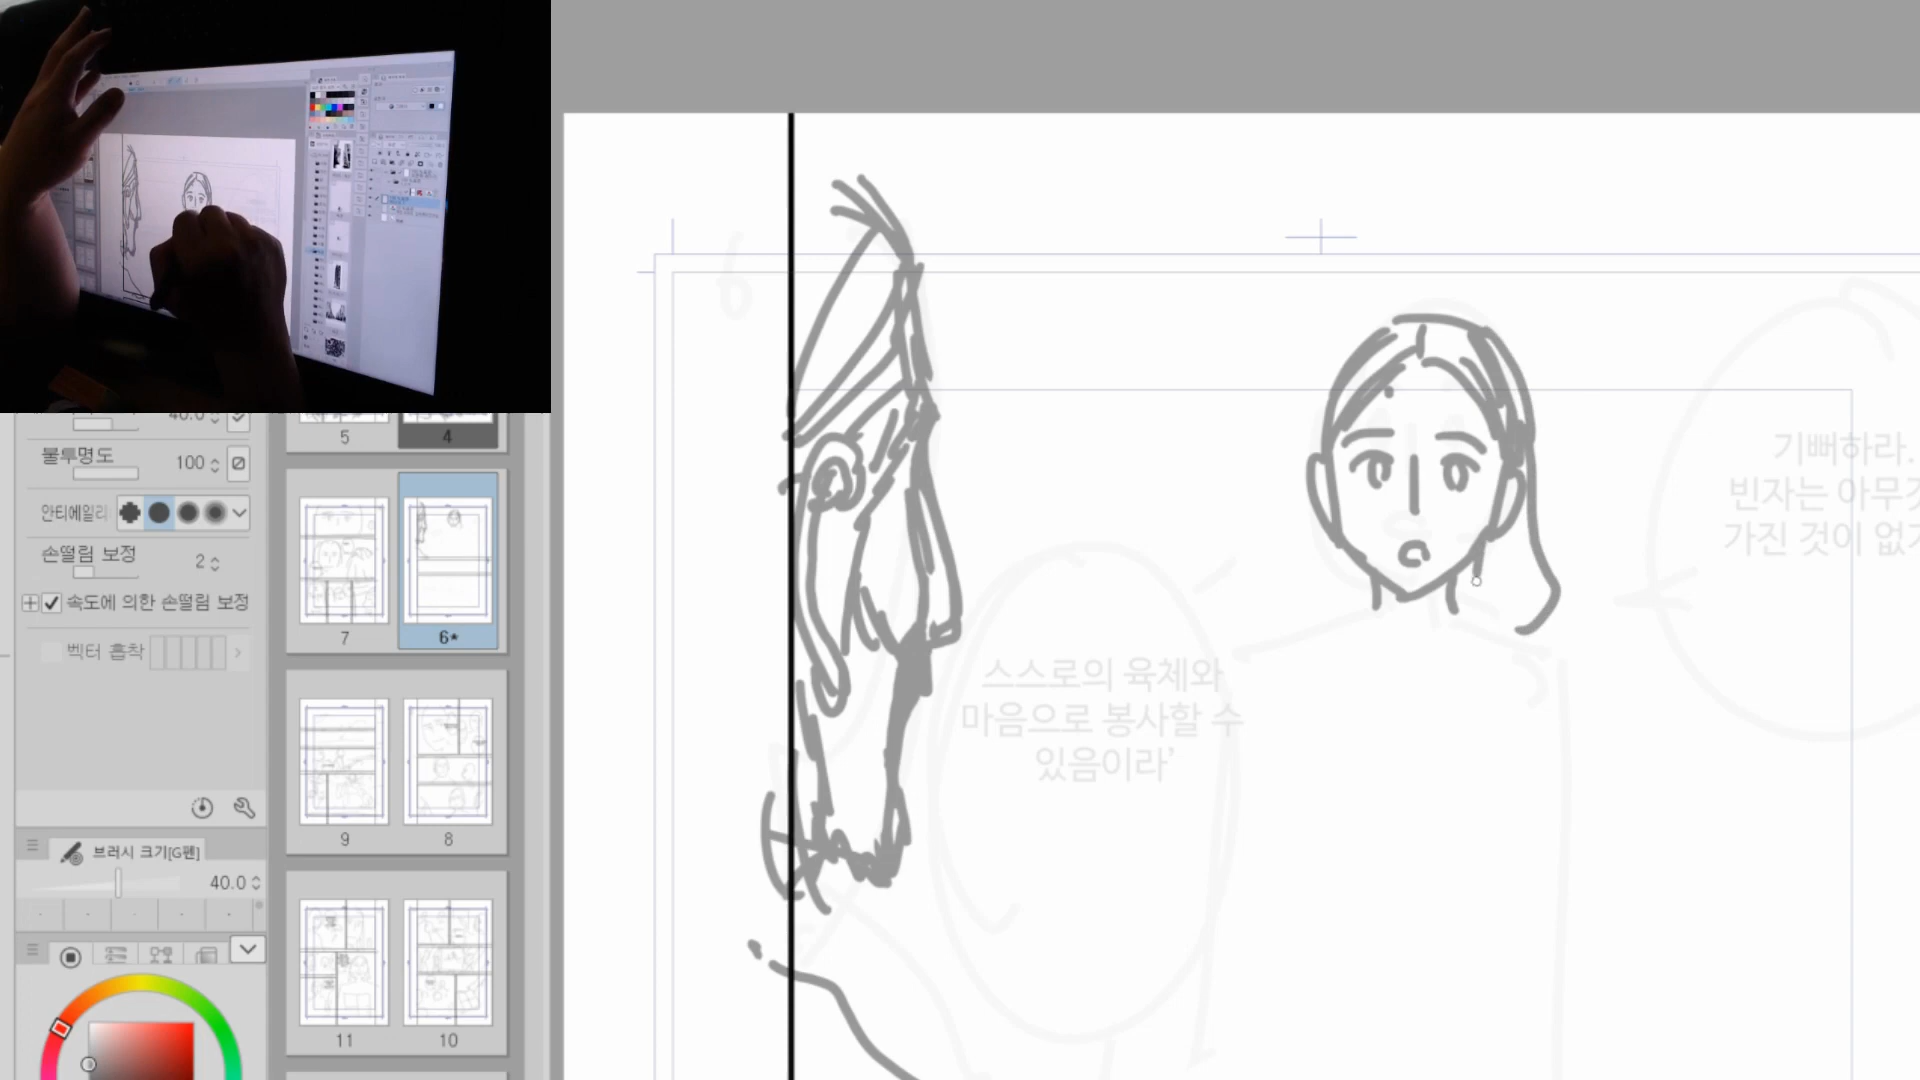 40.0
불투명도 100
안티에일리
손떨림 보정 2
속도에 의한 손떨림 보정
벡터 흡착
브러시 크기[G펜]
40.0
5 4
7 6*
9 8
11 10
6
스스로의 육체와
마음으로 봉사할 수
있음이라'
기뻐하라.
빈자는 아무
가진 것이 없